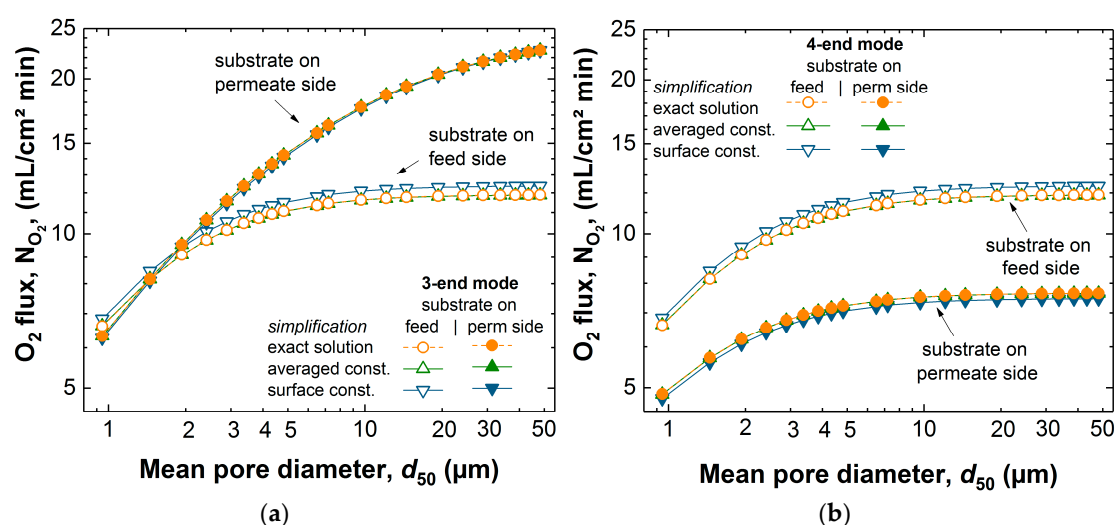 25
20
15
10
5
O₂ flux, N_O₂, (mL/cm² min)
substrate on
permeate side
substrate on
feed side
3-end mode
substrate on
simplification feed | perm side
exact solution
averaged const.
surface const.
1 2 3 4 5 10 20 30 50
Mean pore diameter, d₅₀ (µm)
(a)
25
20
15
10
5
O₂ flux, N_O₂, (mL/cm² min)
4-end mode
substrate on
simplification feed | perm side
exact solution
averaged const.
surface const.
substrate on
feed side
substrate on
permeate side
1 2 3 4 5 10 20 30 50
Mean pore diameter, d₅₀ (µm)
(b)